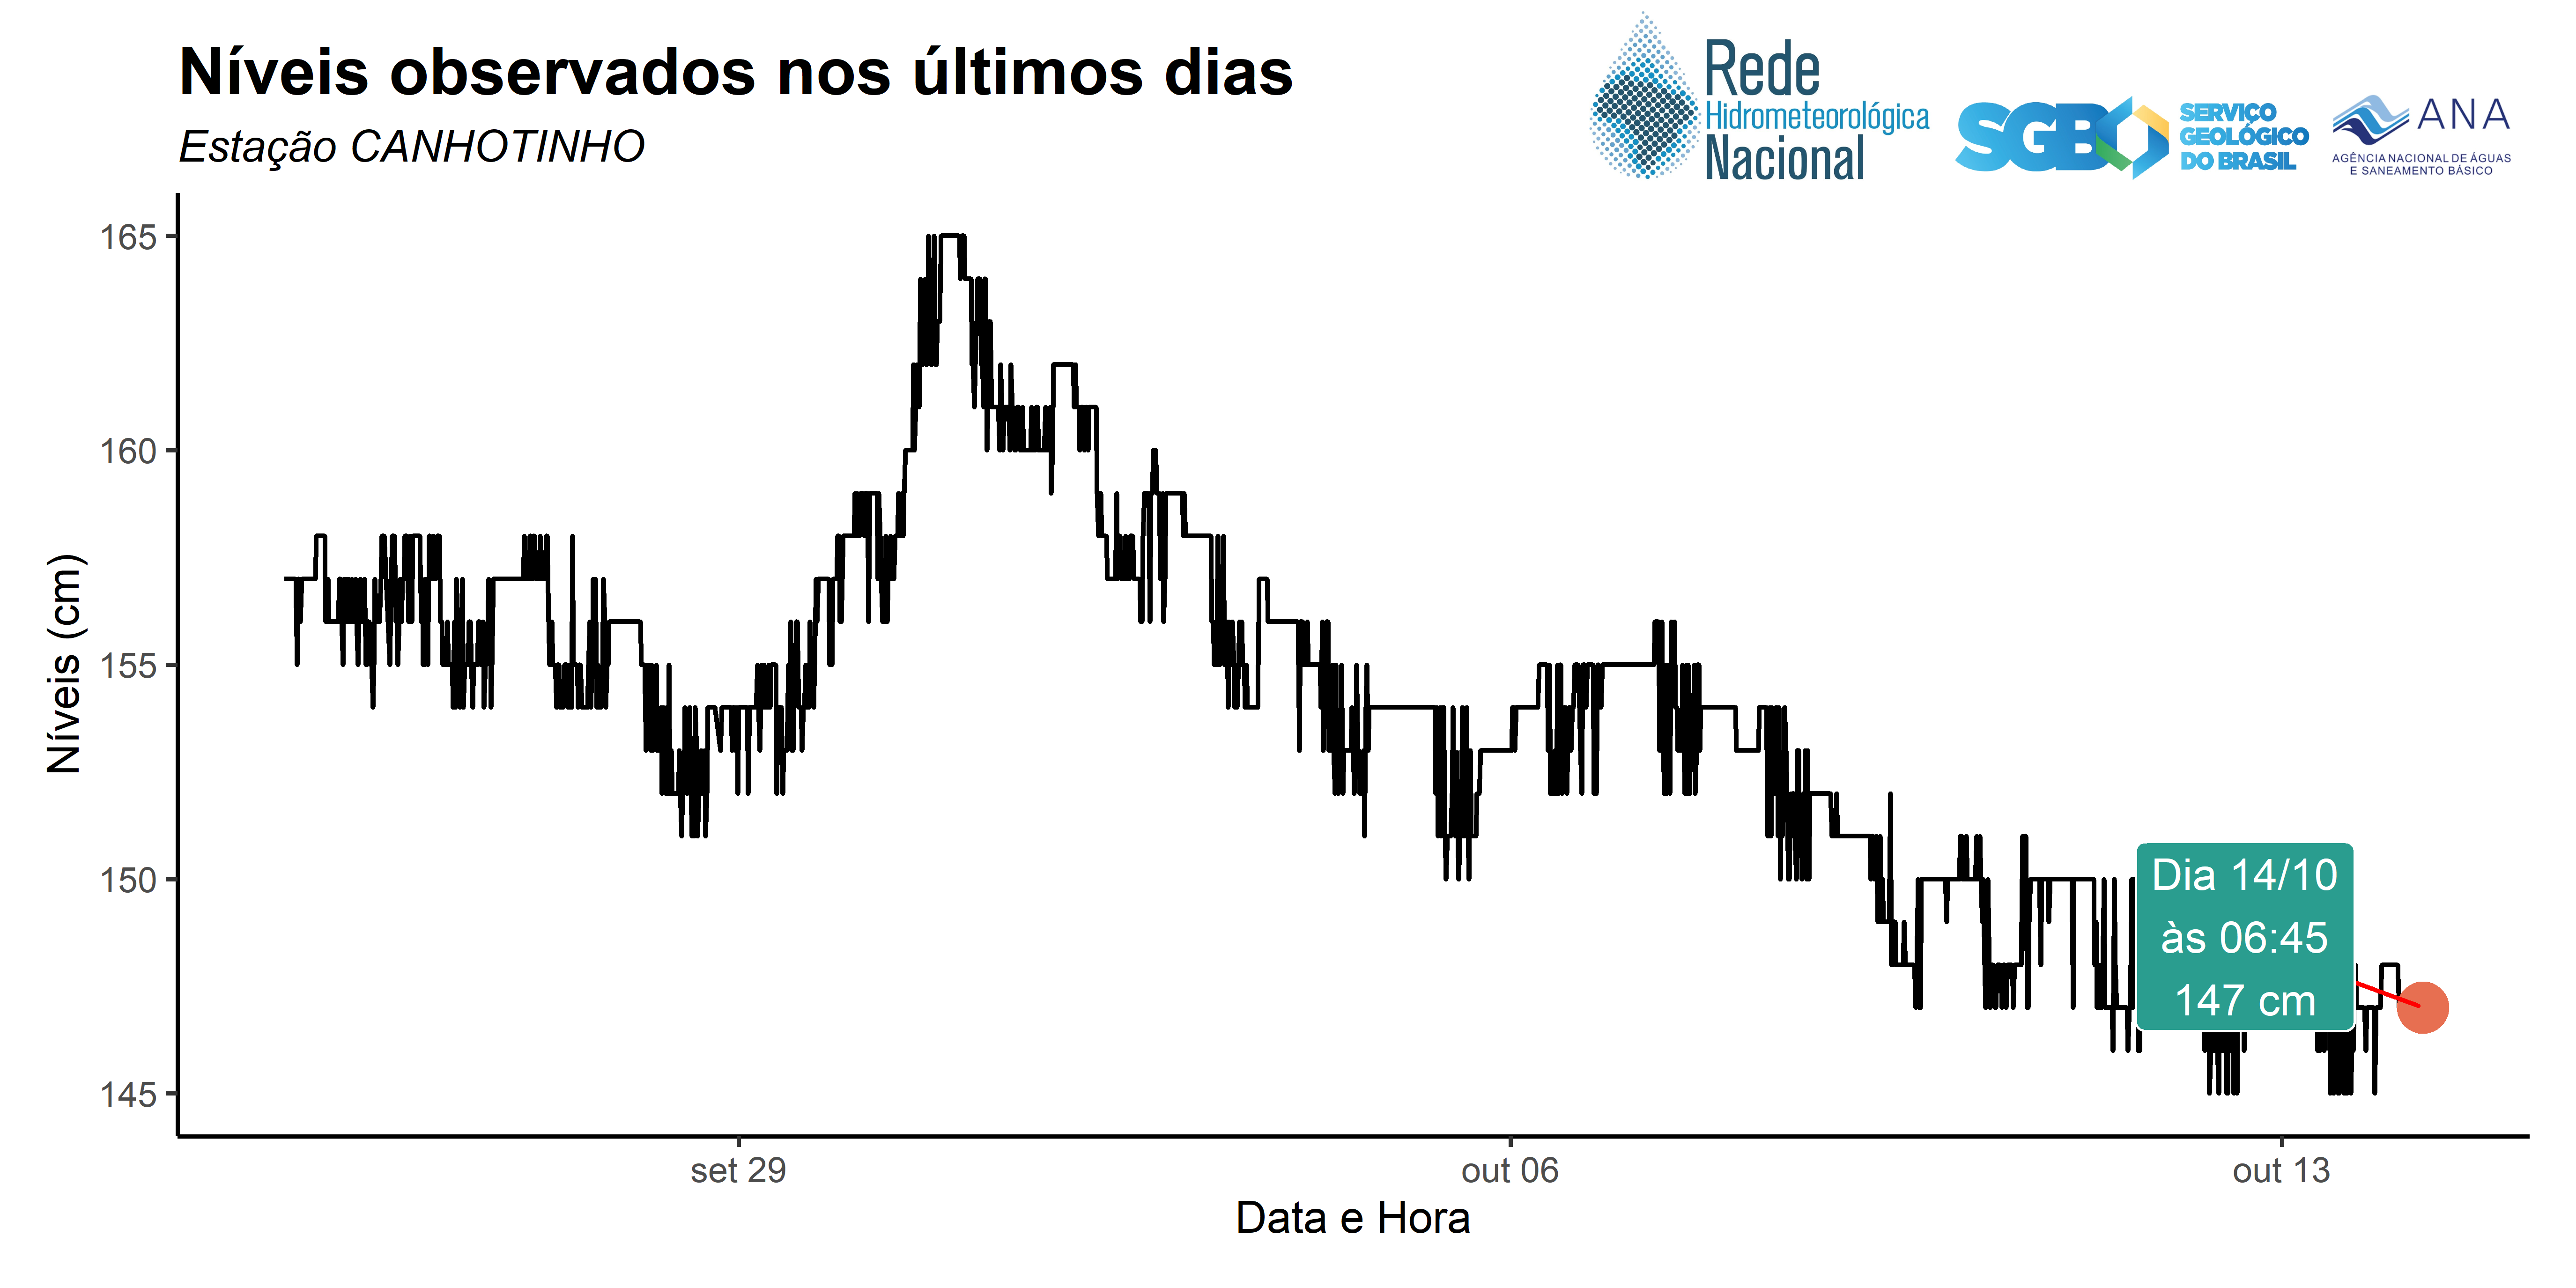 Níveis observados nos últimos dias
Estação CANHOTINHO
Rede
Hidrometeorológica
Nacional
SGB
SERVIÇO
GEOLÓGICO
DO BRASIL
ANA
AGÊNCIA NACIONAL DE ÁGUAS
E SANEAMENTO BÁSICO
165
160
155
150
145
Níveis (cm)
Dia 14/10
às 06:45
147 cm
set 29
out 06
out 13
Data e Hora